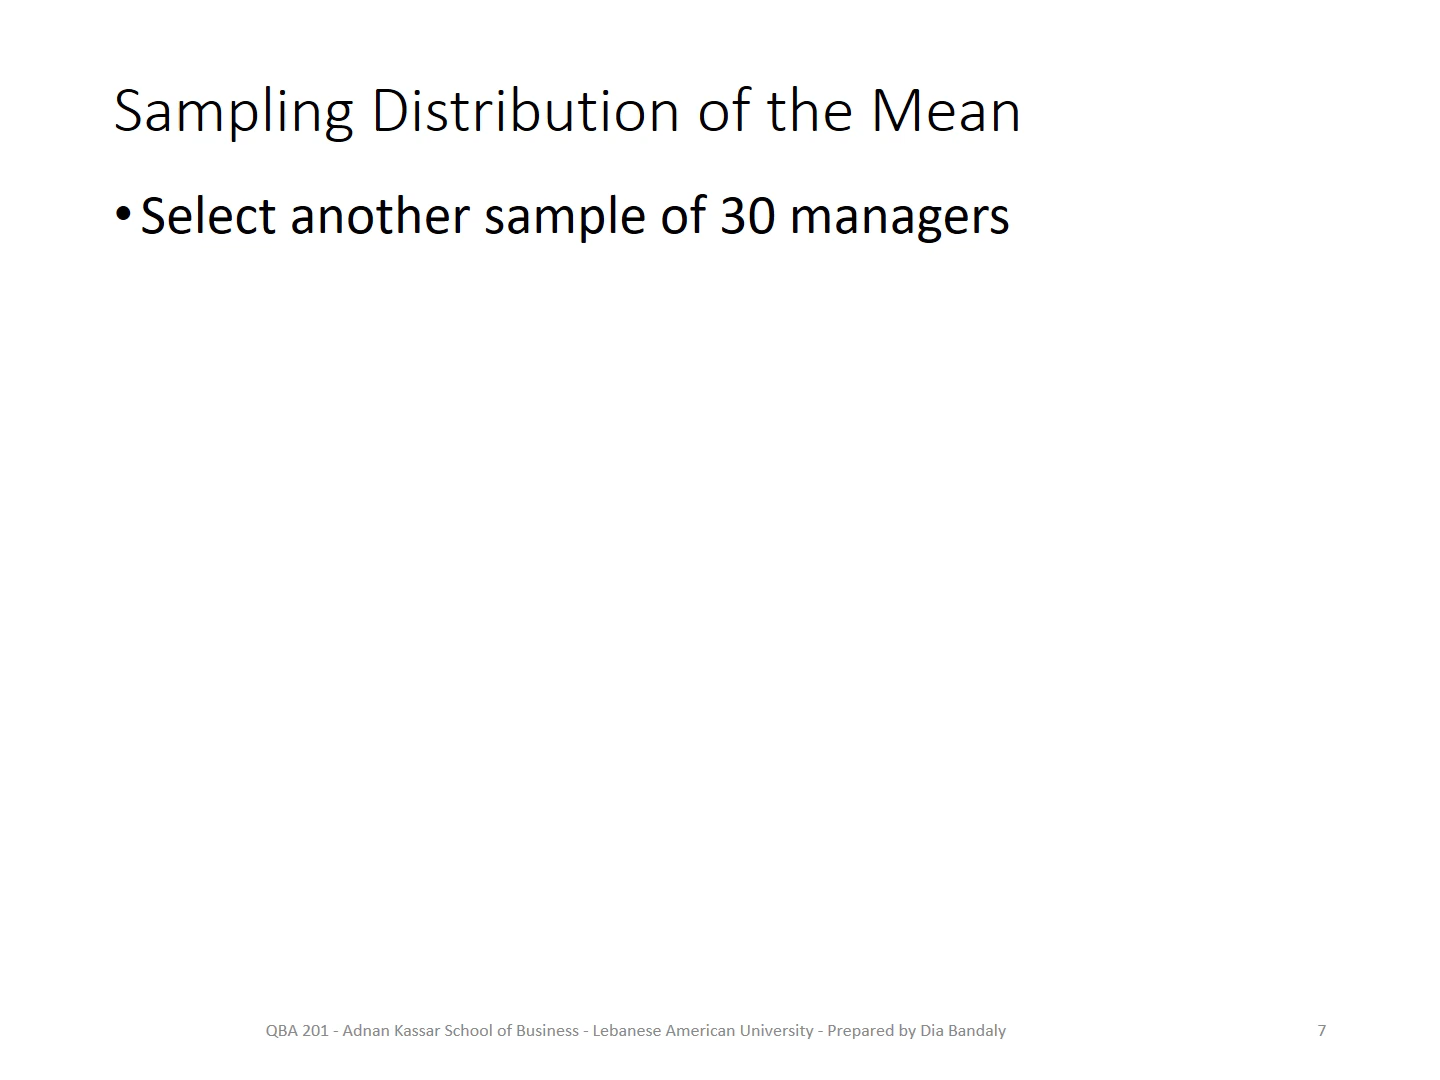 Sampling Distribution of the Mean
• Select another sample of 30 managers
QBA 201 - Adnan Kassar School of Business - Lebanese American University - Prepared by Dia Bandaly
7